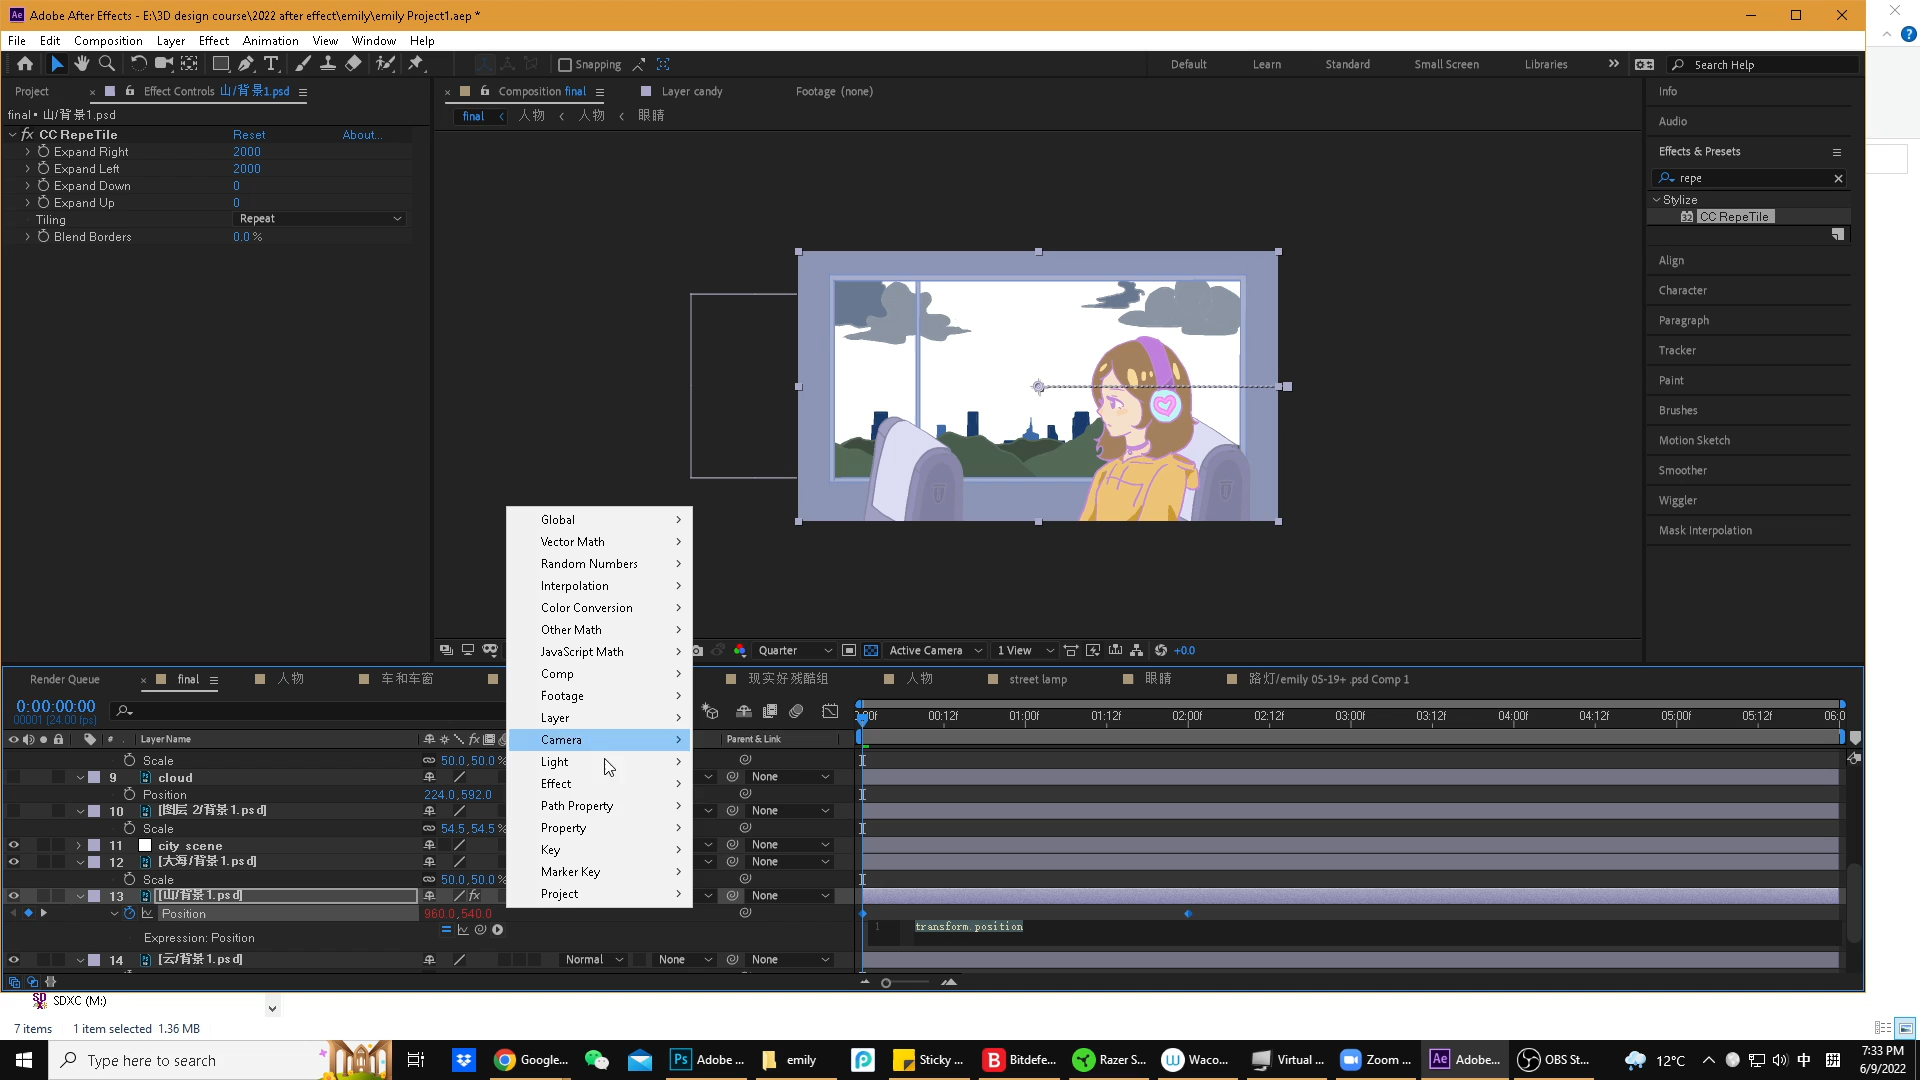 Adobe After Effects - E:\3D design course\2022 after effect\emily\emily Project1.aep *
File Edit Composition Layer Effect Animation View Window Help
Snapping
Default Learn Standard Small Screen Libraries
Search Help
Project
Effect Controls 山/背景1.psd
final • 山/背景1.psd
fx CC RepeTile Reset About...
Expand Right 2000
Expand Left 2000
Expand Down 0
Expand Up 0
Tiling Repeat
Blend Borders 0.0 %
Composition final
Layer candy
Footage (none)
final 人物 人物 眼睛
Info
Audio
Effects & Presets
repe
Stylize
CC RepeTile
Align
Character
Paragraph
Tracker
Paint
Brushes
Motion Sketch
Smoother
Wiggler
Mask Interpolation
Global
Vector Math
Random Numbers
Interpolation
Color Conversion
Other Math
JavaScript Math
Comp
Footage
Layer
Camera
Light
Effect
Path Property
Property
Key
Marker Key
Project
Quarter Active Camera 1 View +0.0
Render Queue final 人物 车和车窗 现实好残酷组 人物 street lamp 眼睛 路灯/emily 05-19+ .psd Comp 1
0:00:00:00
00001 (24.00 fps)
:00f 00:12f 01:00f 01:12f 02:00f 02:12f 03:00f 03:12f 04:00f 04:12f 05:00f 05:12f 06:0
# Layer Name Parent & Link
Scale 50.0,50.0 %
9 cloud None
Position 224.0,592.0
10 [图层 2/背景1.psd] None
Scale 54.5,54.5 %
11 city scene None
12 [大海/背景1.psd] None
Scale 50.0,50.0 %
13 [山/背景1.psd] fx None
Position 960.0,540.0
Expression: Position
1 transform.position
14 [云/背景1.psd] Normal None None
SDXC (M:)
7 items 1 item selected 1.36 MB
Type here to search
Google...
Adobe ...
emily
Sticky ...
Bitdefe...
Razer S...
Waco...
Virtual ...
Zoom ...
Adobe...
OBS St...
12°C
中
7:33 PM
6/9/2022